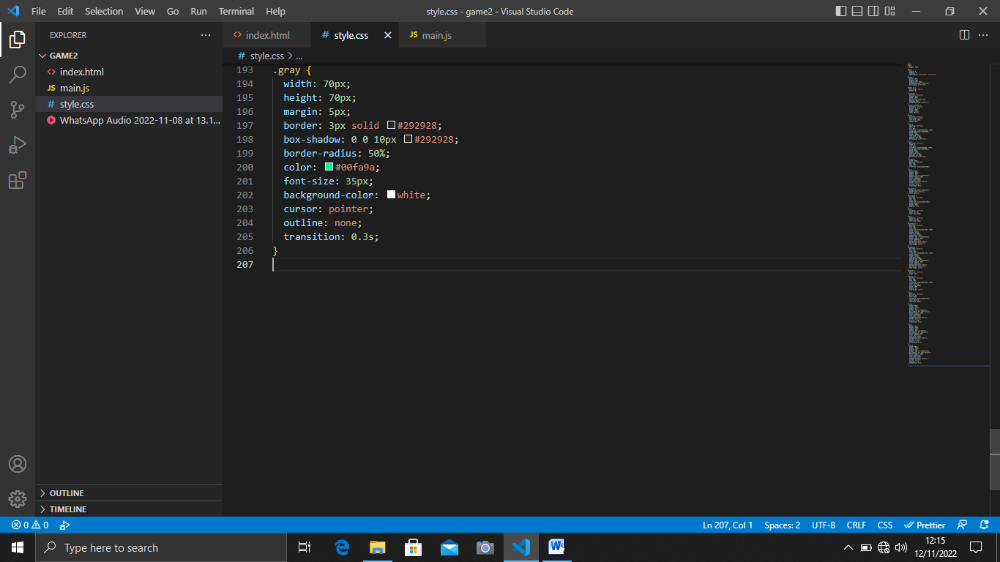 File Edit Selection View Go Run Terminal Help style.css - game2 - Visual Studio Code
EXPLORER
GAME2
index.html
main.js
style.css
WhatsApp Audio 2022-11-08 at 13.1...
OUTLINE
TIMELINE
index.html style.css main.js
# style.css > ...
193 .gray {
194 width: 70px;
195 height: 70px;
196 margin: 5px;
197 border: 3px solid #292928;
198 box-shadow: 0 0 10px #292928;
199 border-radius: 50%;
200 color: #00fa9a;
201 font-size: 35px;
202 background-color: white;
203 cursor: pointer;
204 outline: none;
205 transition: 0.3s;
206 }
207
0 0 Ln 207, Col 1 Spaces: 2 UTF-8 CRLF CSS Prettier
Type here to search
12:15
12/11/2022